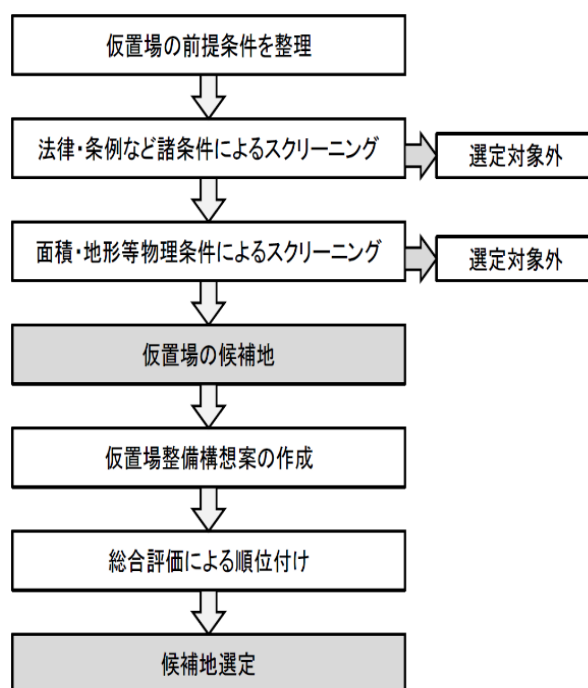 仮置場の前提条件を整理
法律・条例など諸条件によるスクリーニング
選定対象外
面積・地形等物理条件によるスクリーニング
選定対象外
仮置場の候補地
仮置場整備構想案の作成
総合評価による順位付け
候補地選定